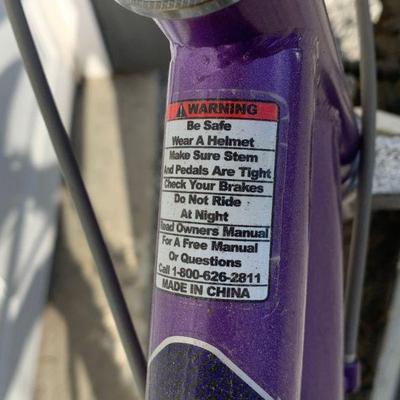 WARNING
Be Safe
Wear A Helmet
Make Sure Stem
And Pedals Are Tight
Check Your Brakes
Do Not Ride
At Night
Read Owners Manual
For A Free Manual
Or Questions
Call 1-800-626-2811
MADE IN CHINA